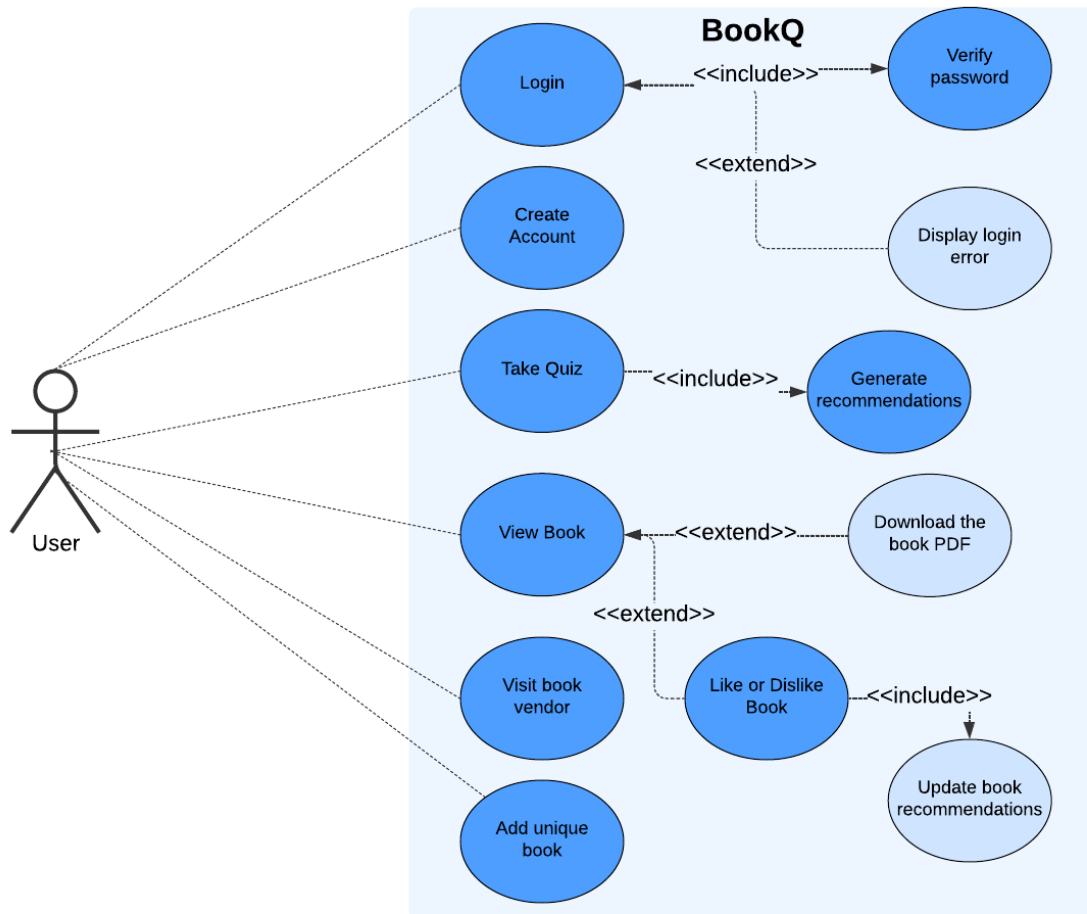 BookQ
Login
<<include>>
Verify
password
<<extend>>
Create
Account
Display login
error
Take Quiz
<<include>>
Generate
recommendations
User
View Book
<<extend>>
Download the
book PDF
<<extend>>
Visit book
vendor
Like or Dislike
Book
<<include>>
Update book
recommendations
Add unique
book